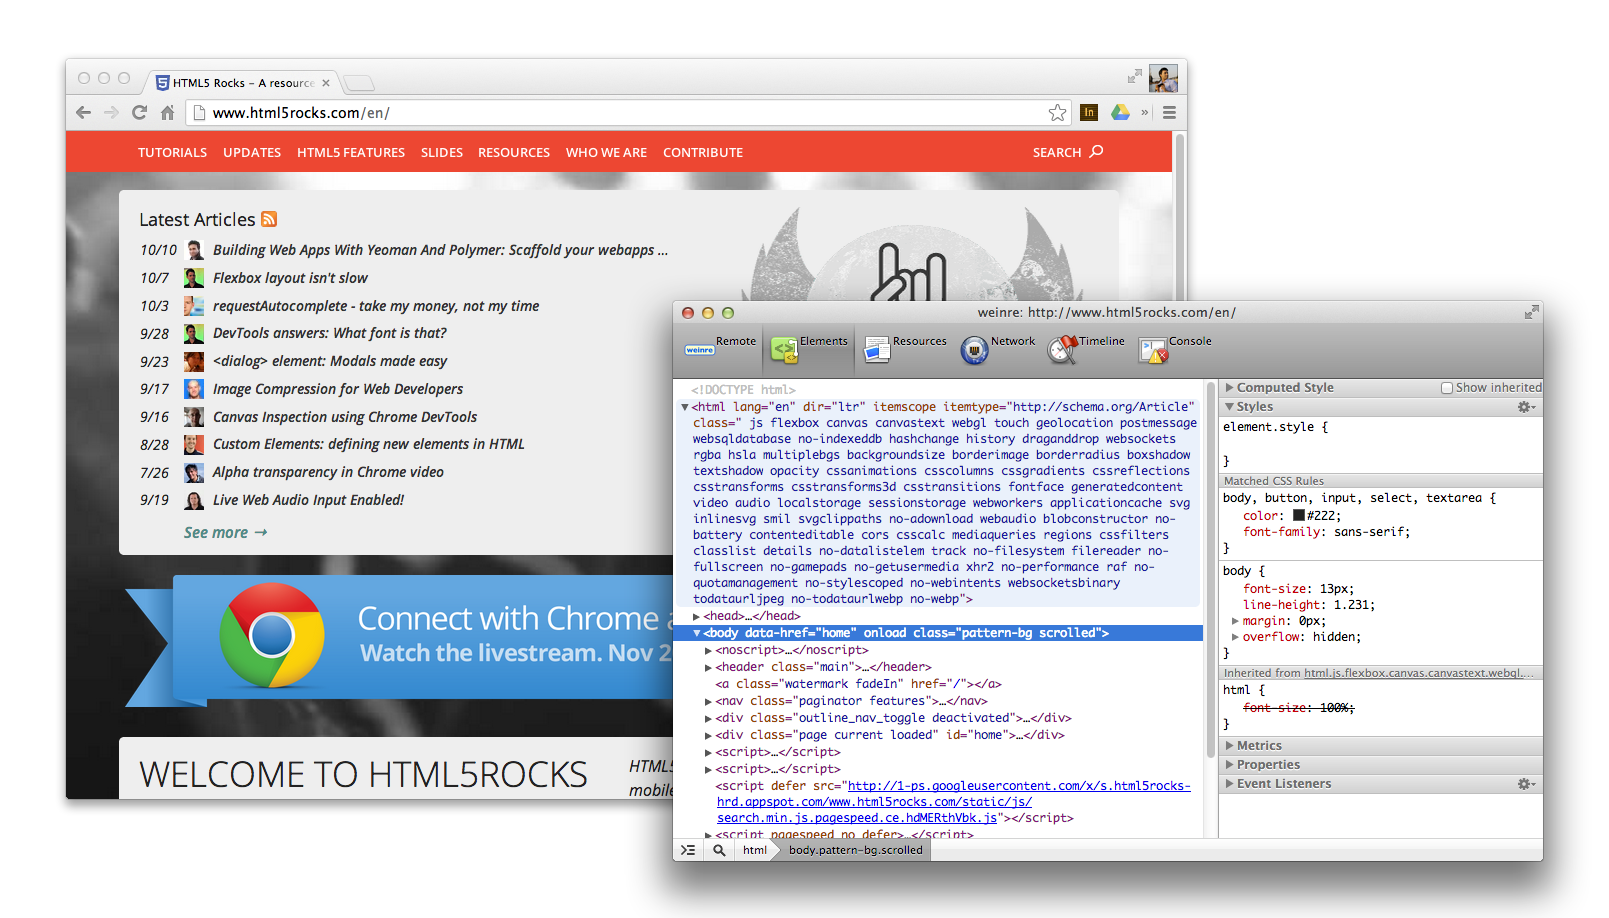 HTML5 Rocks – A resource
www.html5rocks.com/en/
In
»
TUTORIALS UPDATES HTML5 FEATURES SLIDES RESOURCES WHO WE ARE CONTRIBUTE SEARCH
Latest Articles
10/10 Building Web Apps With Yeoman And Polymer: Scaffold your webapps ...
10/7 Flexbox layout isn't slow
10/3 requestAutocomplete - take my money, not my time
9/28 DevTools answers: What font is that?
9/23 <dialog> element: Modals made easy
9/17 Image Compression for Web Developers
9/16 Canvas Inspection using Chrome DevTools
8/28 Custom Elements: defining new elements in HTML
7/26 Alpha transparency in Chrome video
9/19 Live Web Audio Input Enabled!
See more →
Connect with Chrome a
Watch the livestream. Nov 2
WELCOME TO HTML5ROCKS
HTML5
mobile
weinre: http://www.html5rocks.com/en/
weinre Remote Elements Resources Network Timeline Console
<!DOCTYPE html>
<html lang="en" dir="ltr" itemscope itemtype="http://schema.org/Article"
class=" js flexbox canvas canvastext webgl touch geolocation postmessage
websqldatabase no-indexeddb hashchange history draganddrop websockets
rgba hsla multiplebgs backgroundsize borderimage borderradius boxshadow
textshadow opacity cssanimations csscolumns cssgradients cssreflections
csstransforms csstransforms3d csstransitions fontface generatedcontent
video audio localstorage sessionstorage webworkers applicationcache svg
inlinesvg smil svgclippaths no-adownload webaudio blobconstructor no-
battery contenteditable cors csscalc mediaqueries regions cssfilters
classlist details no-datalistelem track no-filesystem filereader no-
fullscreen no-gamepads no-getusermedia xhr2 no-performance raf no-
quotamanagement no-stylescoped no-webintents websocketsbinary
todataurljpeg no-todataurlwebp no-webp">
<head>…</head>
<body data-href="home" onload class="pattern-bg scrolled">
<noscript>…</noscript>
<header class="main">…</header>
<a class="watermark fadeIn" href="/"></a>
<nav class="paginator features">…</nav>
<div class="outline_nav_toggle deactivated">…</div>
<div class="page current loaded" id="home">…</div>
<script>…</script>
<script>…</script>
<script defer src="http://1-ps.googleusercontent.com/x/s.html5rocks-
hrd.appspot.com/www.html5rocks.com/static/js/
search.min.js.pagespeed.ce.hdMERthVbk.js"></script>
<script pagespeed_no_defer>…</script>
html body.pattern-bg.scrolled
Computed Style Show inherited
Styles
element.style {
}
Matched CSS Rules
body, button, input, select, textarea {
color: #222;
font-family: sans-serif;
}
body {
font-size: 13px;
line-height: 1.231;
margin: 0px;
overflow: hidden;
}
Inherited from html.js.flexbox.canvas.canvastext.webgl.…
html {
font-size: 100%;
}
Metrics
Properties
Event Listeners